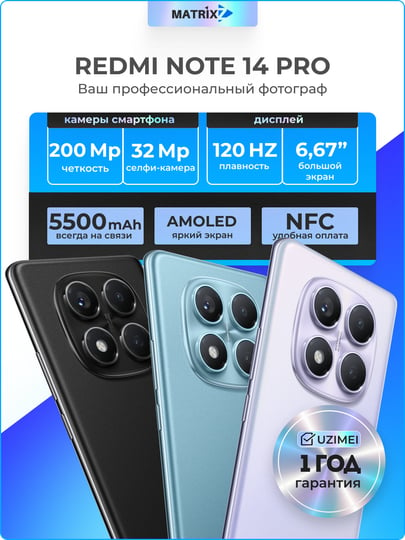 MATRIX
REDMI NOTE 14 PRO
Ваш профессиональный фотограф
камеры смартфона
дисплей
200 Mp
четкость
32 Mp
селфи-камера
120 HZ
плавность
6,67”
большой
экран
5500 mAh
всегда на связи
AMOLED
яркий экран
NFC
удобная оплата
UZIMEI
1 ГОД
гарантия